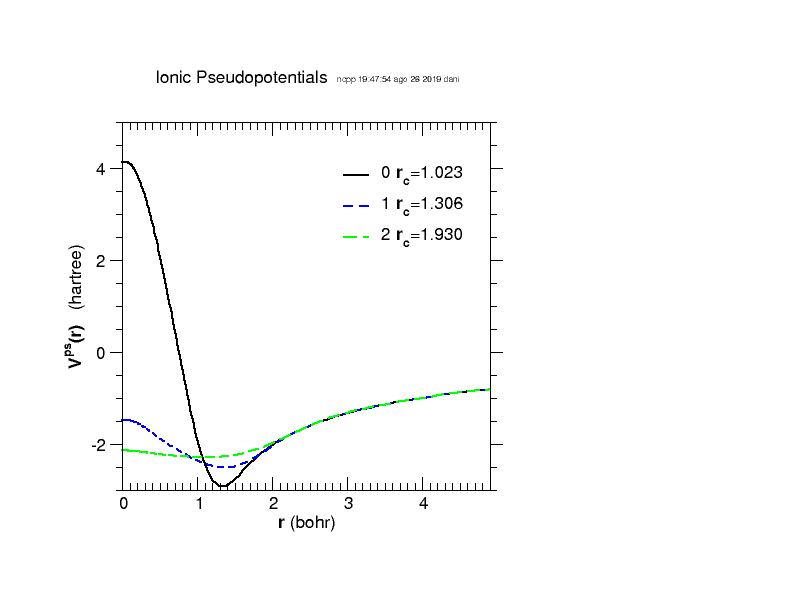 Ionic Pseudopotentials ncpp 19:47:54 ago 26 2019 dani
0 rc=1.023
1 rc=1.306
2 rc=1.930
4
2
0
-2
Vps(r) (hartree)
0 1 2 3 4
r (bohr)